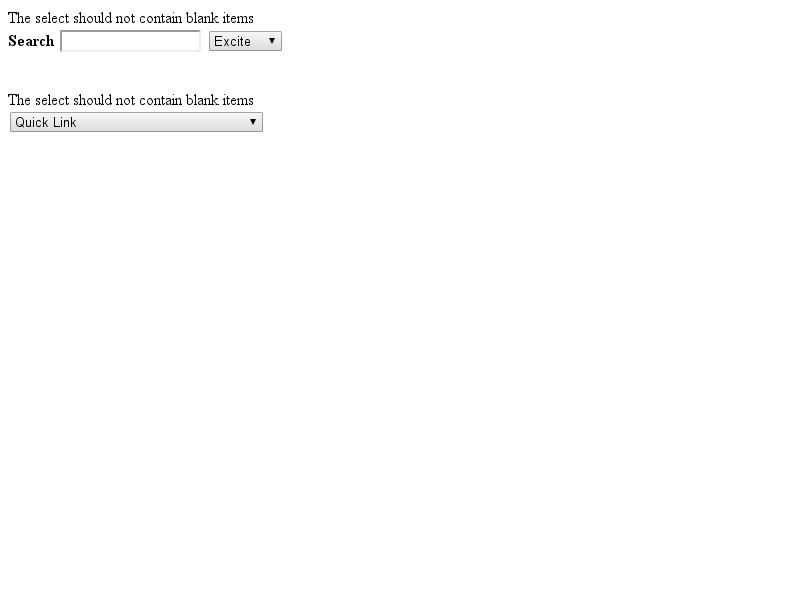 The select should not contain blank items
Search Excite
The select should not contain blank items
Quick Link